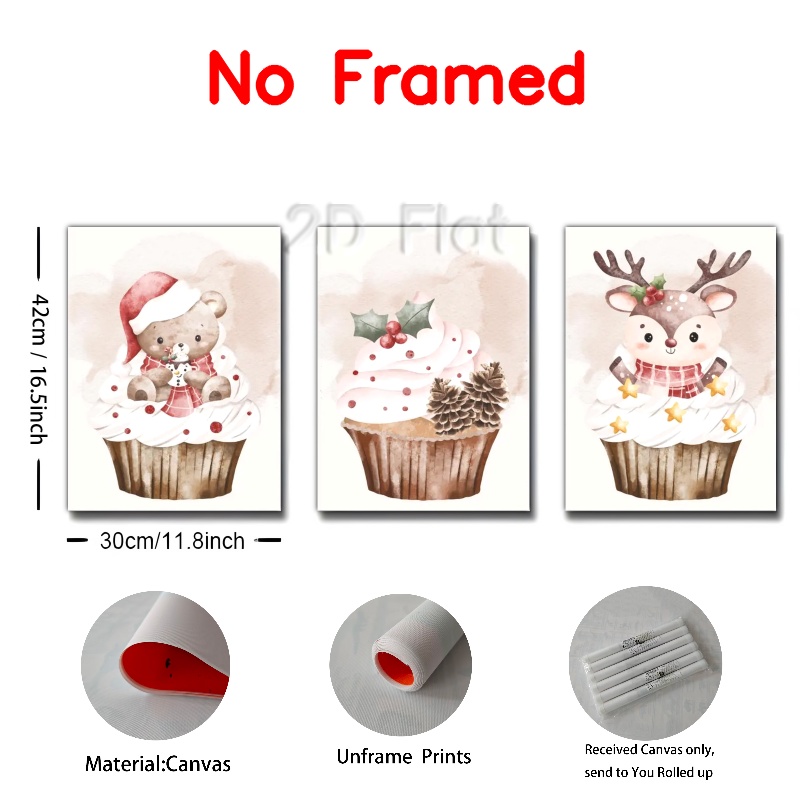 No Framed
2D Flat
42cm / 16.5inch
30cm/11.8inch
Material:Canvas
Unframe Prints
Received Canvas only,
send to You Rolled up